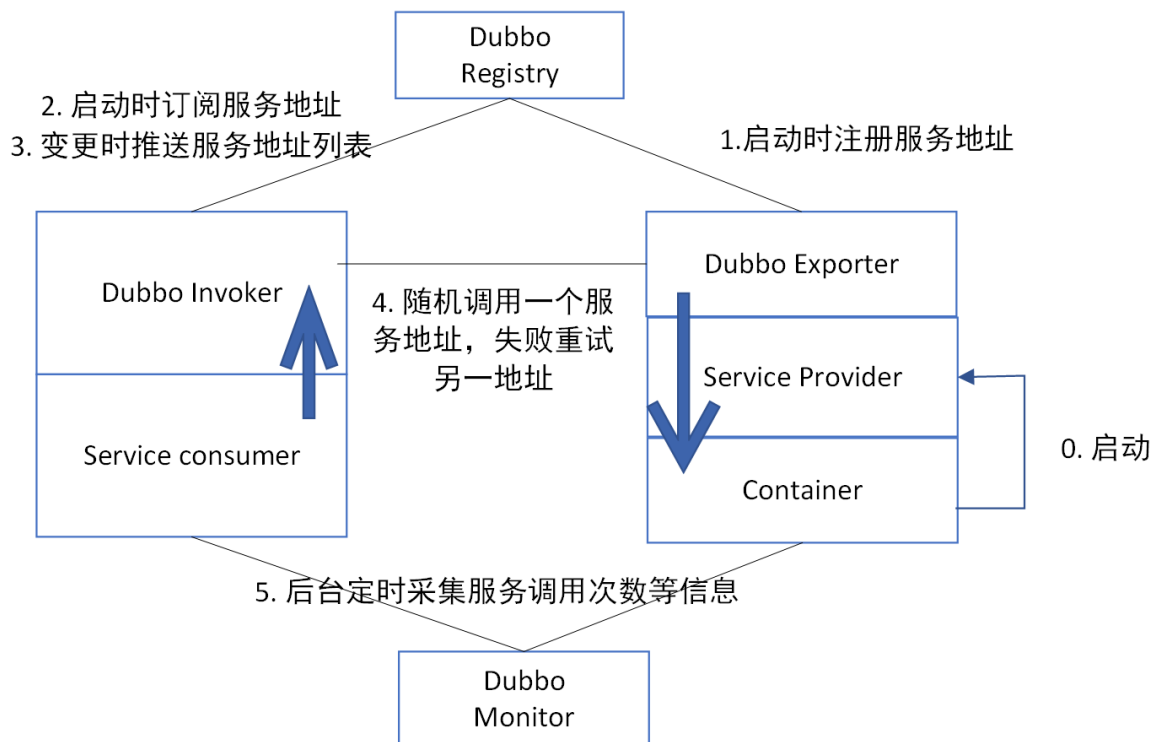 Dubbo
Registry
2. 启动时订阅服务地址
3. 变更时推送服务地址列表
1.启动时注册服务地址
Dubbo Invoker
Dubbo Exporter
4. 随机调用一个服
务地址，失败重试
另一地址
Service Provider
Service consumer
0. 启动
Container
5. 后台定时采集服务调用次数等信息
Dubbo
Monitor